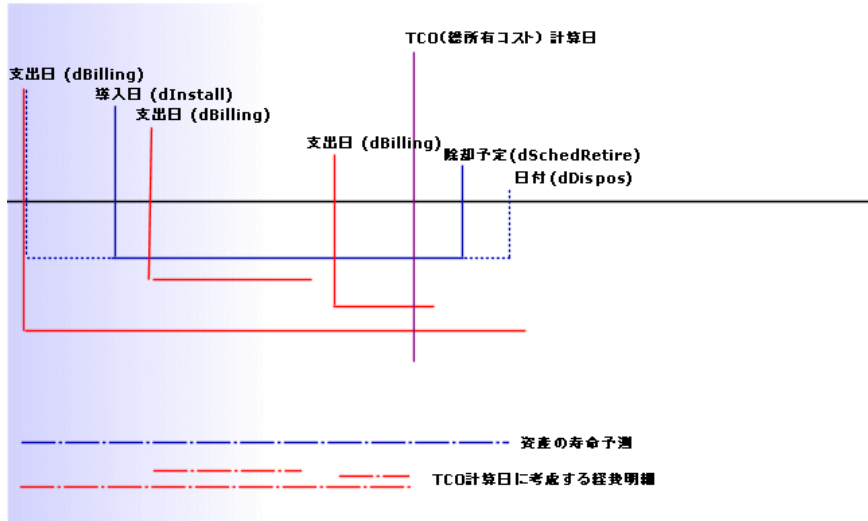 TCO(総所有コスト) 計算日
支出日 (dBilling)
導入日 (dInstall)
支出日 (dBilling)
支出日 (dBilling)
除却予定(dSchedRetire)
日付(dDispos)
資産の寿命予測
TCO計算日に考慮する経費明細